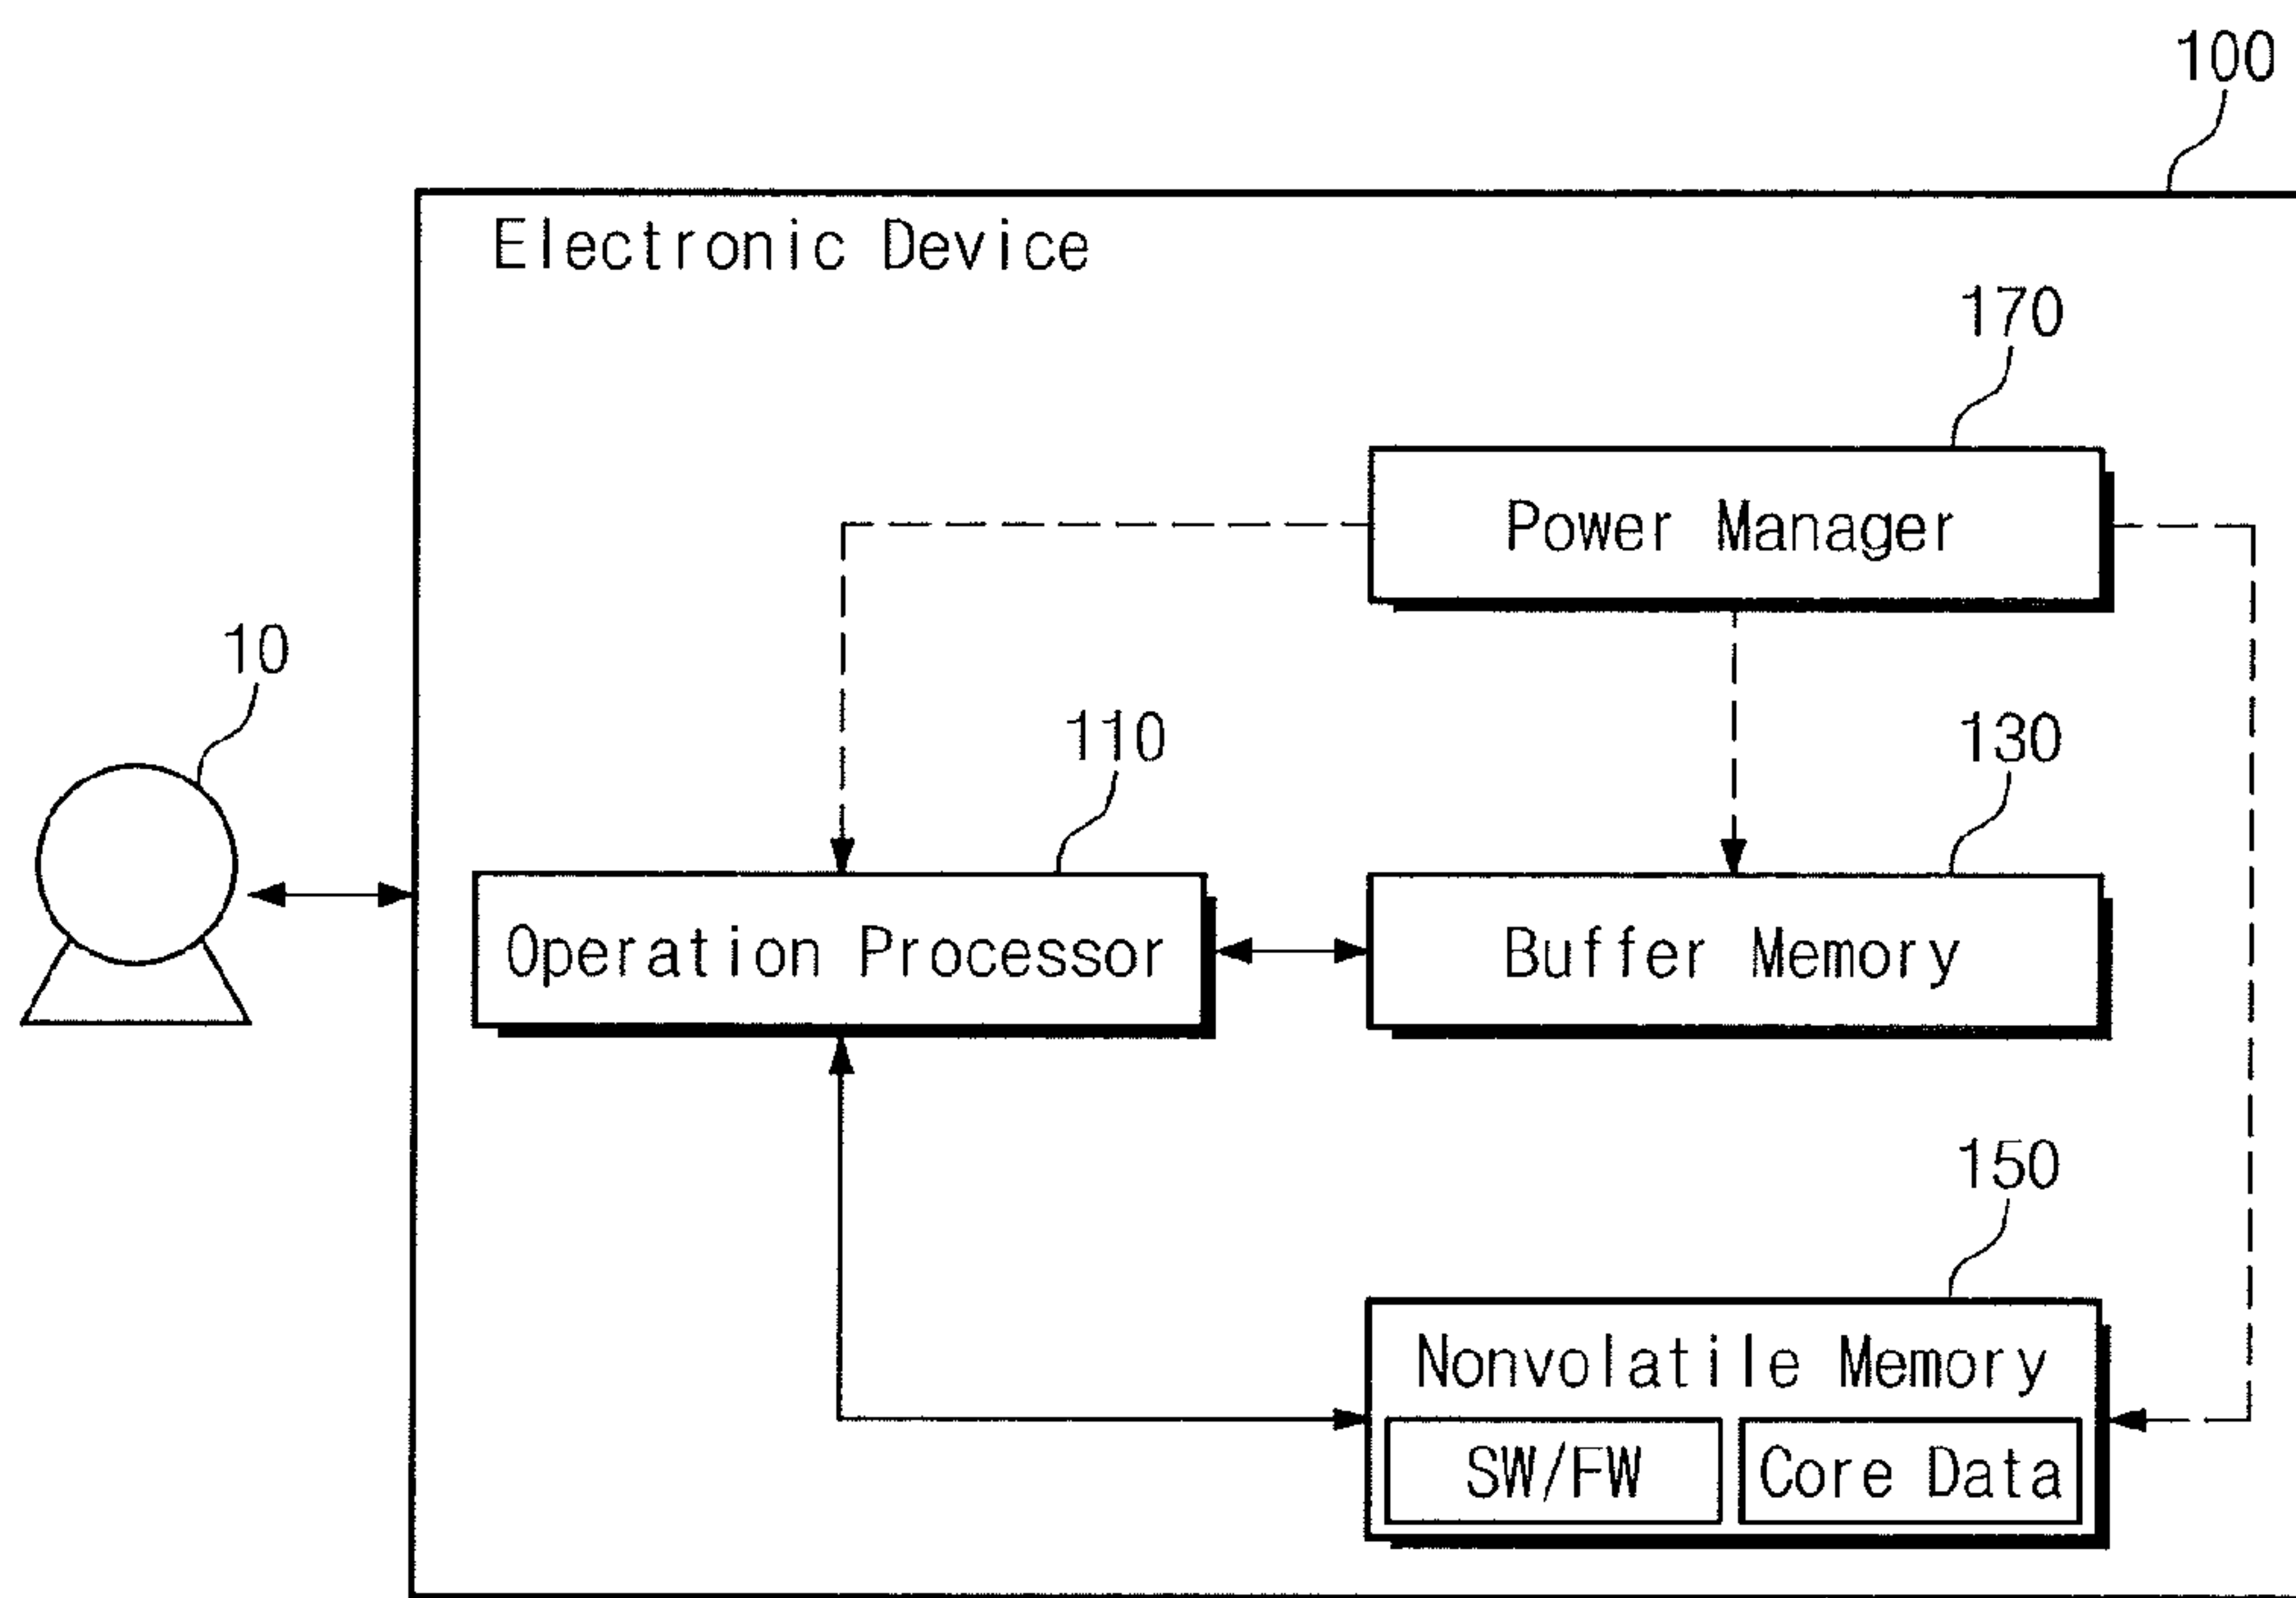 100
Electronic Device
170
Power Manager
10
110
130
Operation Processor
Buffer Memory
150
Nonvolatile Memory
SW/FW
Core Data